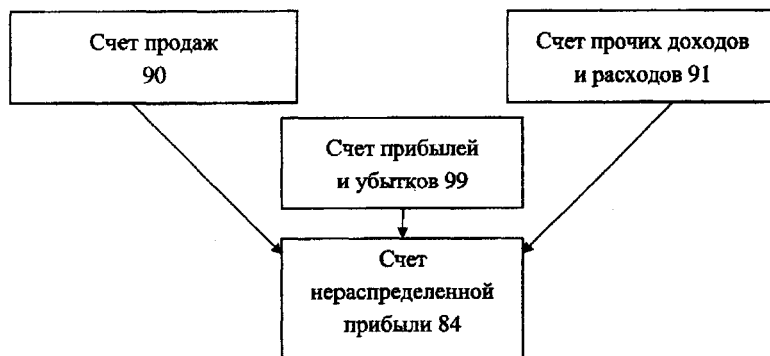 Счет продаж
90
Счет прочих доходов
и расходов 91
Счет прибылей
и убытков 99
Счет
нераспределенной
прибыли 84